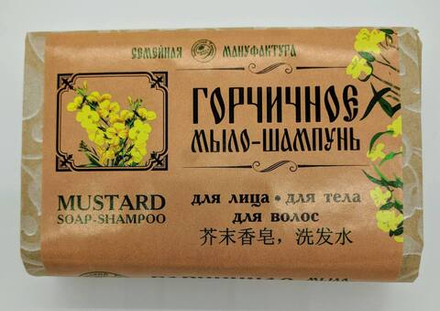 СЕМЕЙНАЯ МАНУФАКТУРА
ГОРЧИЧНОЕ
МЫЛО-ШАМПУНЬ
MUSTARD
SOAP-SHAMPOO
для лица • для тела
для волос
芥末香皂，洗发水